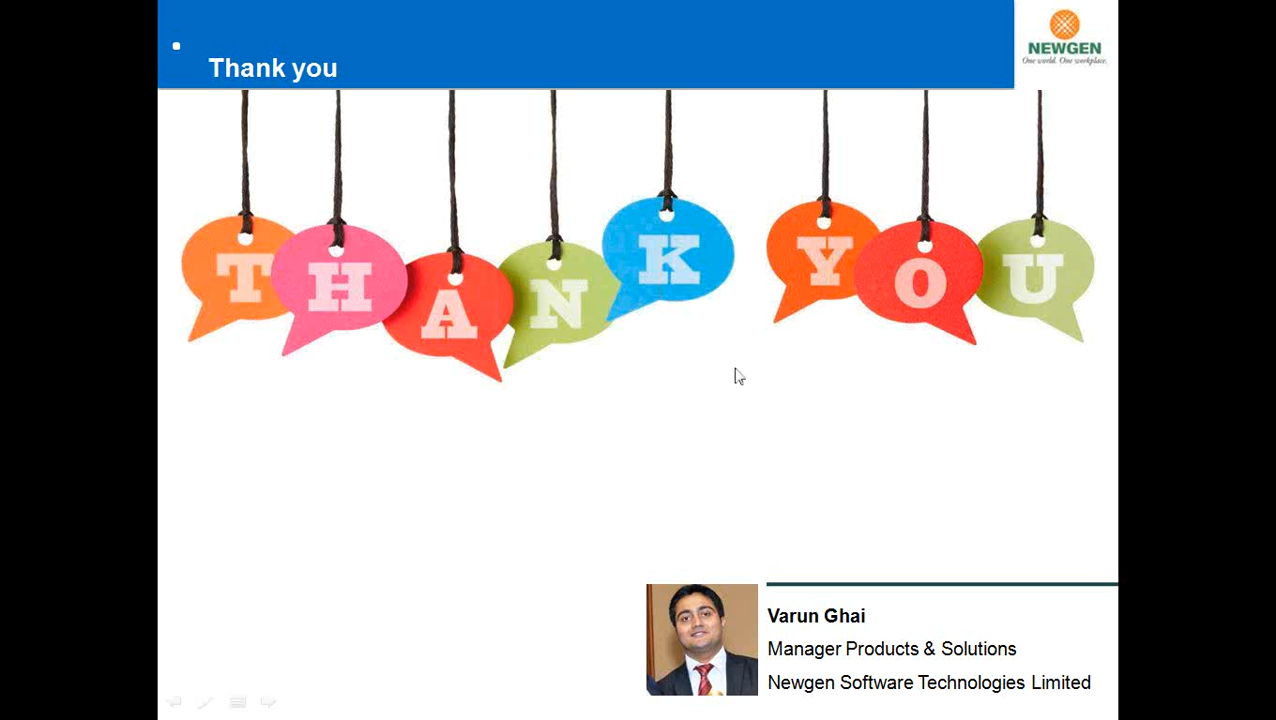 Thank you
NEWGEN
One world. One workplace.
THANK YOU
Varun Ghai
Manager Products & Solutions
Newgen Software Technologies Limited